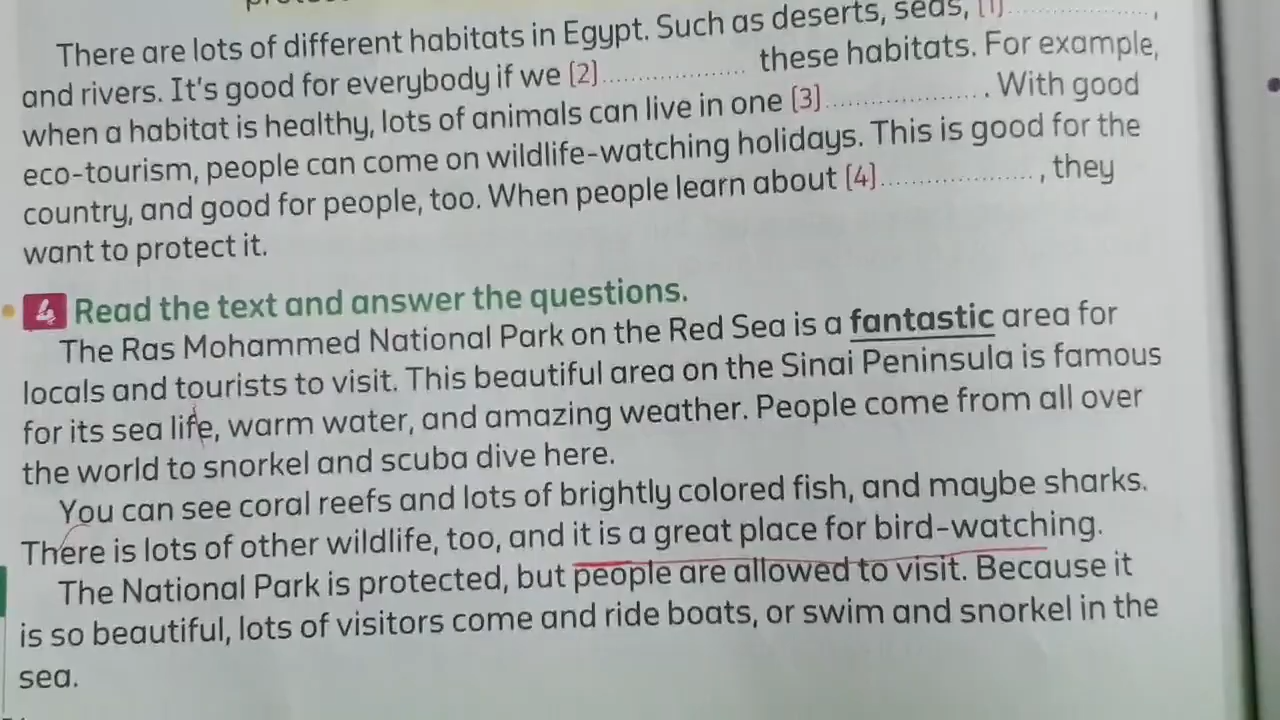 There are lots of different habitats in Egypt. Such as deserts, seas, [1]..................,
and rivers. It's good for everybody if we [2].................. these habitats. For example,
when a habitat is healthy, lots of animals can live in one [3].................. . With good
eco-tourism, people can come on wildlife-watching holidays. This is good for the
country, and good for people, too. When people learn about [4].................. , they
want to protect it.
4 Read the text and answer the questions.
The Ras Mohammed National Park on the Red Sea is a fantastic area for
locals and tourists to visit. This beautiful area on the Sinai Peninsula is famous
for its sea life, warm water, and amazing weather. People come from all over
the world to snorkel and scuba dive here.
You can see coral reefs and lots of brightly colored fish, and maybe sharks.
There is lots of other wildlife, too, and it is a great place for bird-watching.
The National Park is protected, but people are allowed to visit. Because it
is so beautiful, lots of visitors come and ride boats, or swim and snorkel in the
sea.